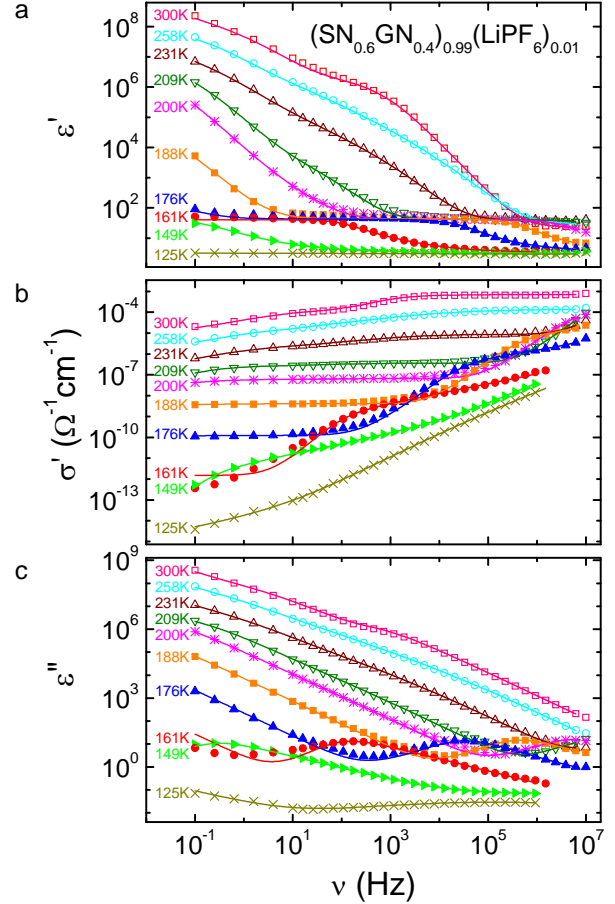 a
(SN0.6GN0.4)0.99(LiPF6)0.01
ε'
10^8
10^6
10^4
10^2
300K
258K
231K
209K
200K
188K
176K
161K
149K
125K
b
σ' (Ω^-1cm^-1)
10^-4
10^-7
10^-10
10^-13
300K
258K
231K
209K
200K
188K
176K
161K
149K
125K
c
ε''
10^9
10^6
10^3
10^0
300K
258K
231K
209K
200K
188K
176K
161K
149K
125K
10^-1 10^1 10^3 10^5 10^7
ν (Hz)